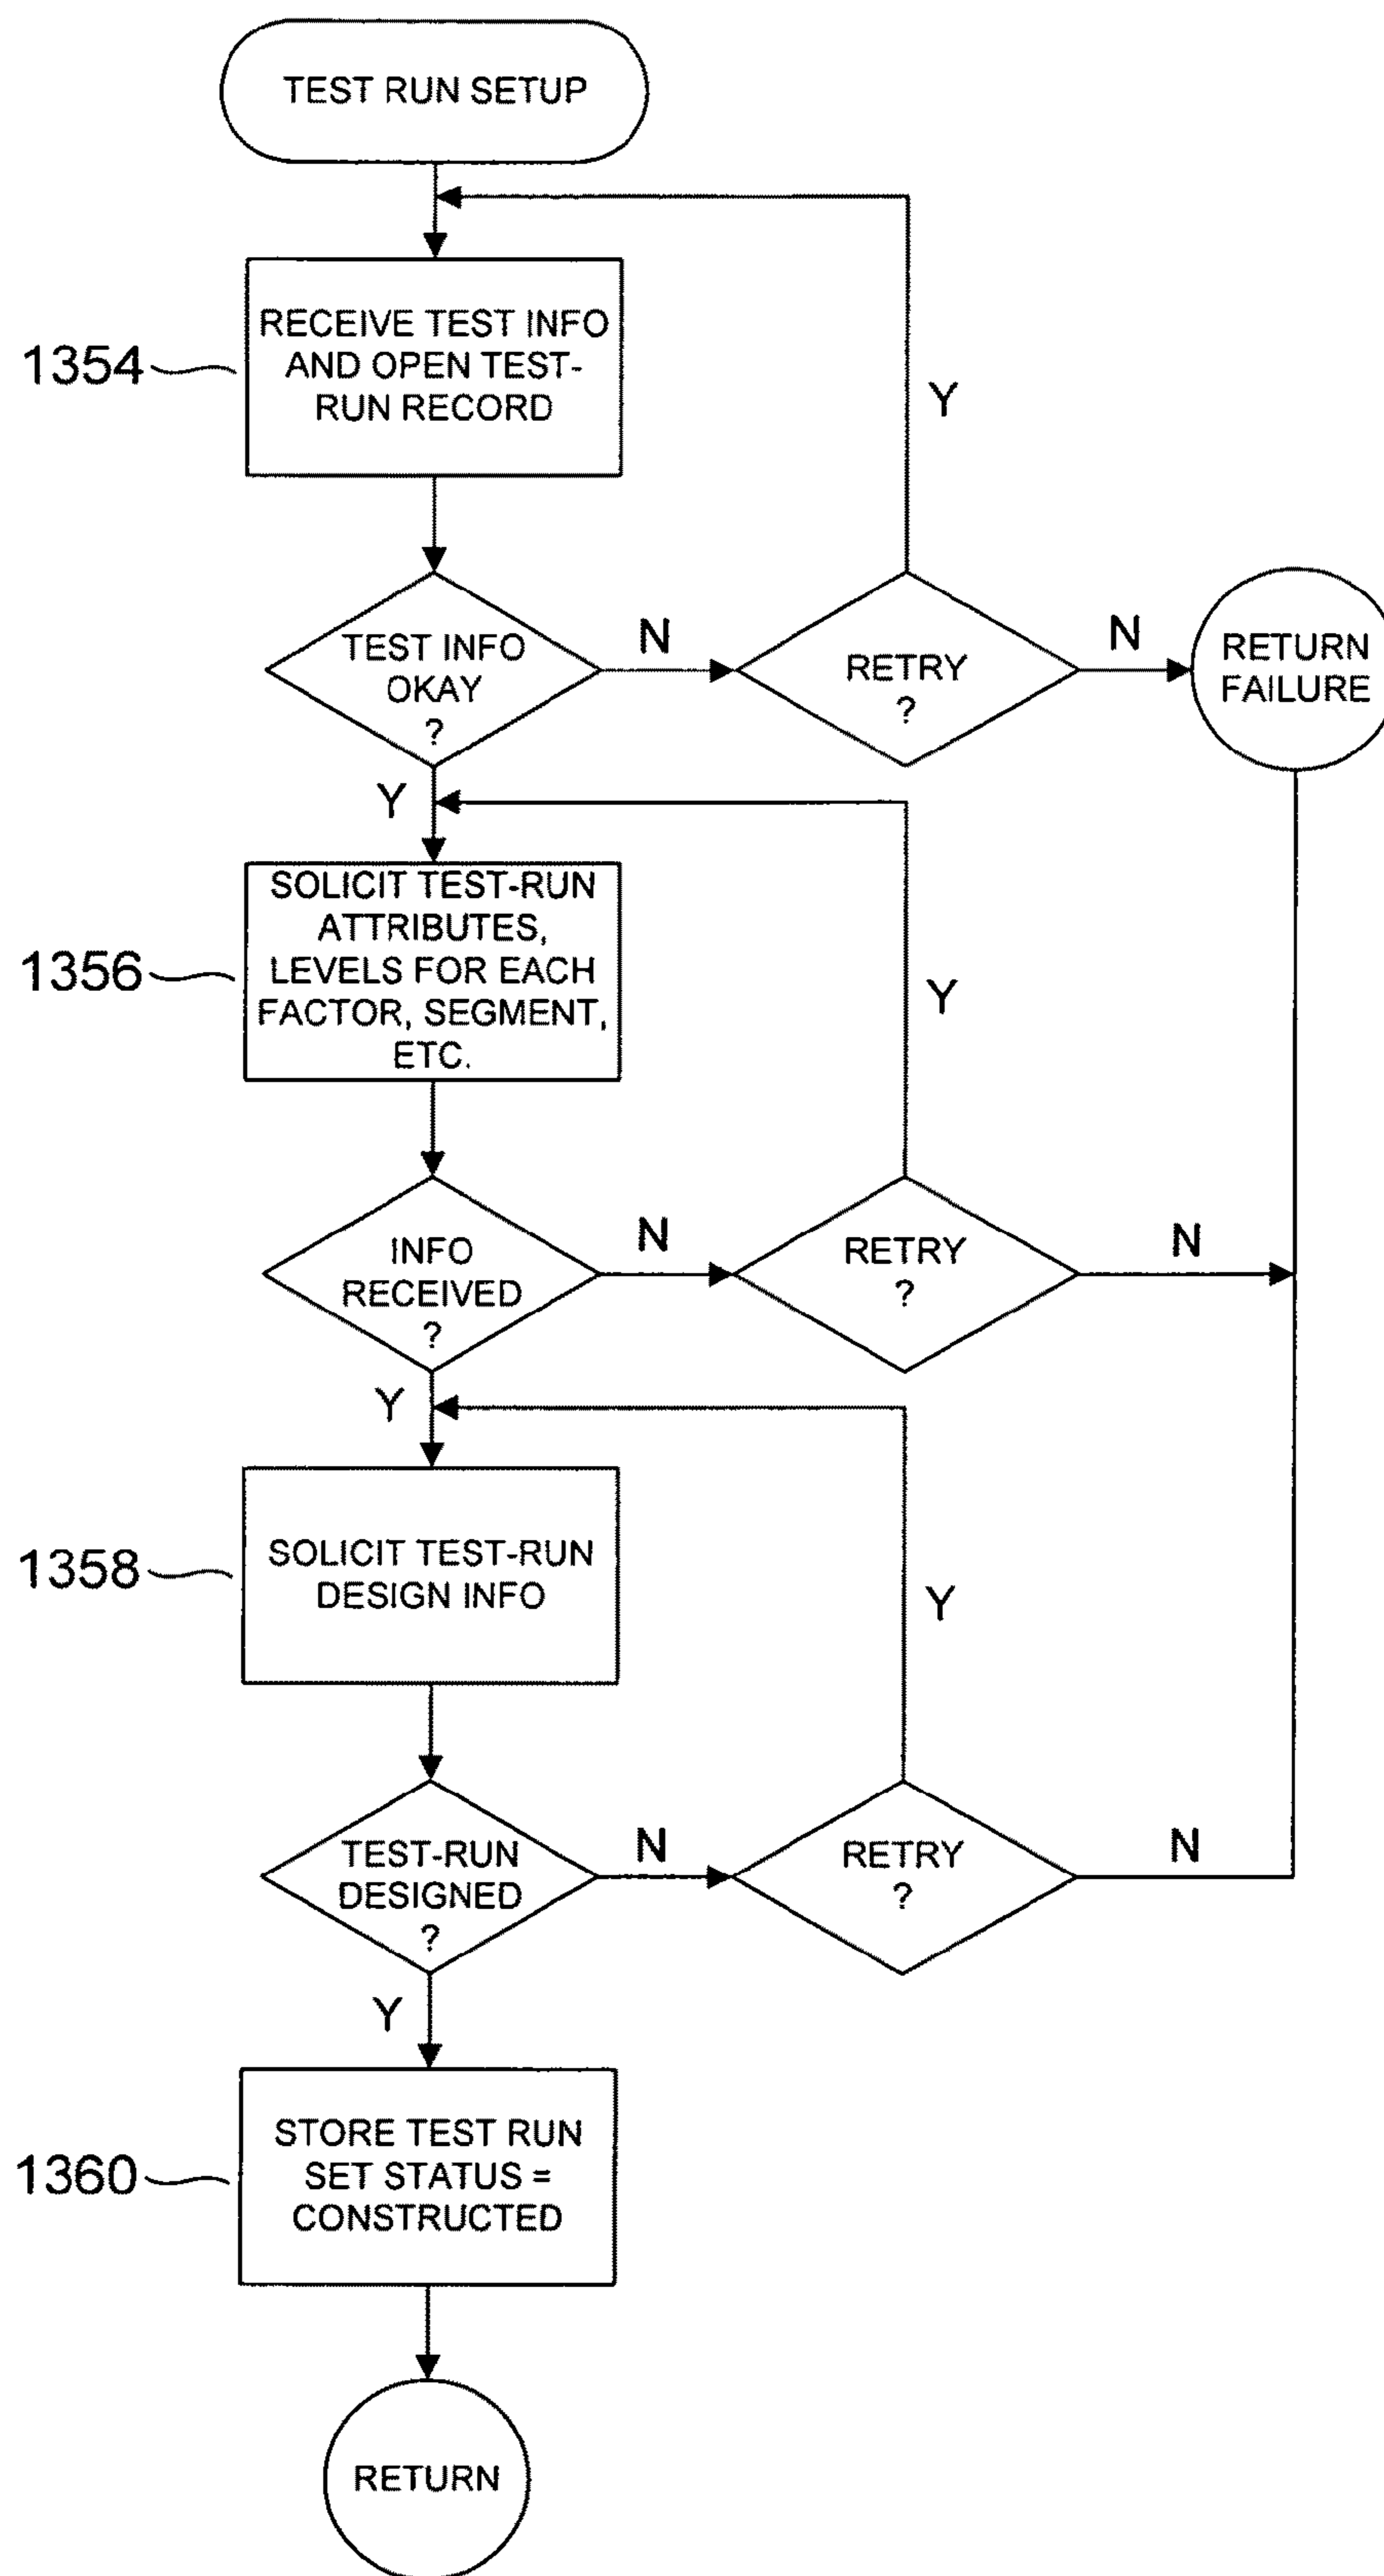 TEST RUN SETUP
1354
RECEIVE TEST INFO
AND OPEN TEST-
RUN RECORD
Y
TEST INFO
OKAY
?
N
RETRY
?
N
RETURN
FAILURE
Y
1356
SOLICIT TEST-RUN
ATTRIBUTES,
LEVELS FOR EACH
FACTOR, SEGMENT,
ETC.
Y
INFO
RECEIVED
?
N
RETRY
?
N
Y
1358
SOLICIT TEST-RUN
DESIGN INFO
Y
TEST-RUN
DESIGNED
?
N
RETRY
?
N
Y
1360
STORE TEST RUN
SET STATUS =
CONSTRUCTED
RETURN